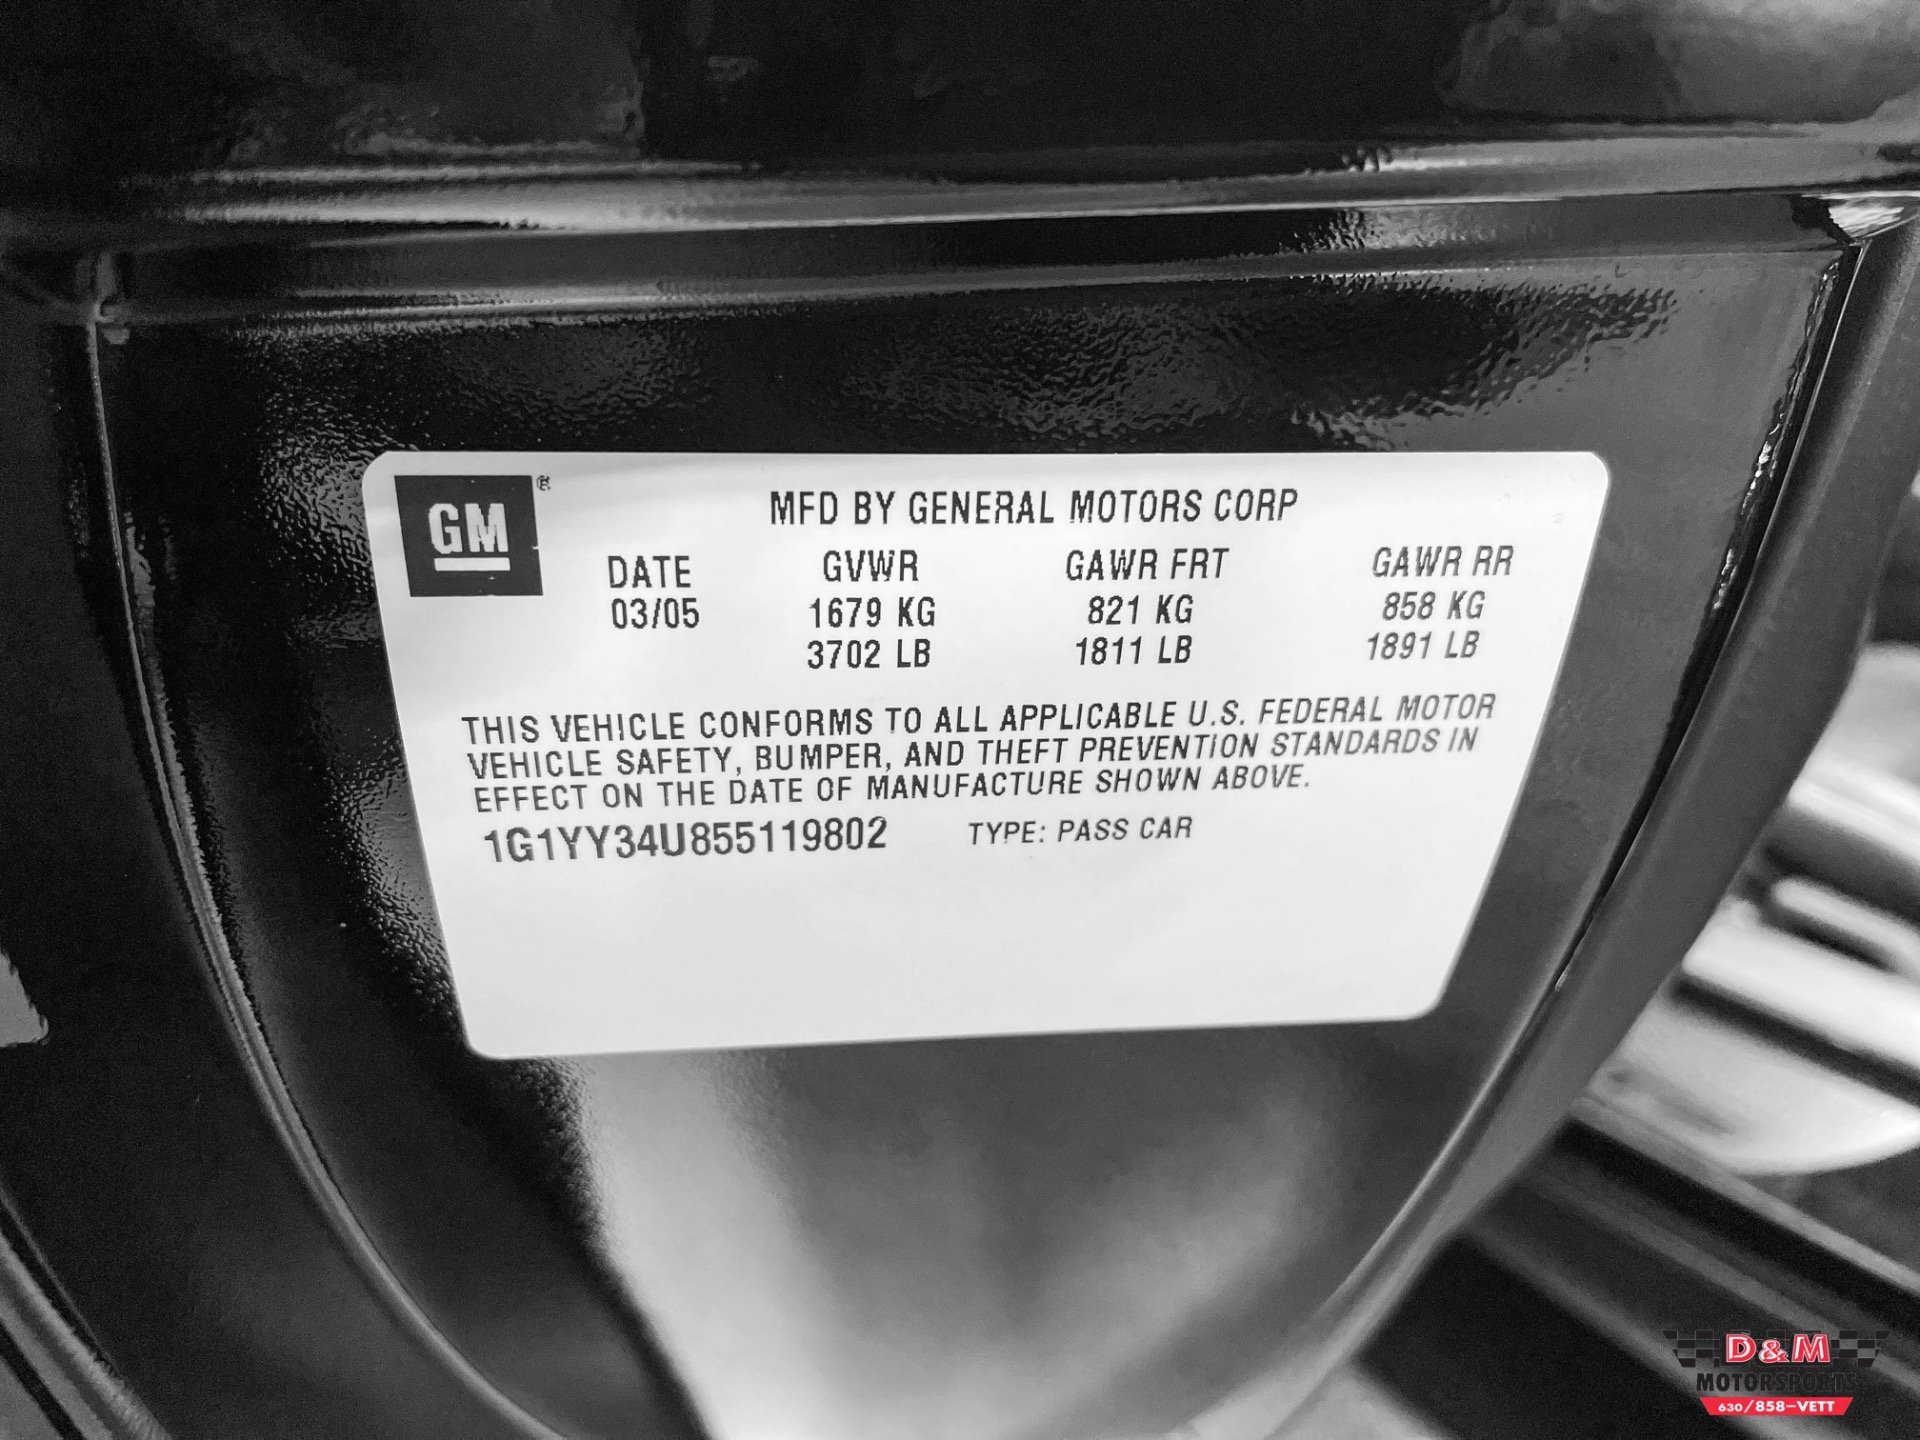 GM ®
MFD BY GENERAL MOTORS CORP
DATE GVWR GAWR FRT GAWR RR
03/05 1679 KG 821 KG 858 KG
3702 LB 1811 LB 1891 LB
THIS VEHICLE CONFORMS TO ALL APPLICABLE U.S. FEDERAL MOTOR
VEHICLE SAFETY, BUMPER, AND THEFT PREVENTION STANDARDS IN
EFFECT ON THE DATE OF MANUFACTURE SHOWN ABOVE.
1G1YY34U855119802 TYPE: PASS CAR
D&M
MOTORSPORTS
630/858-VETT